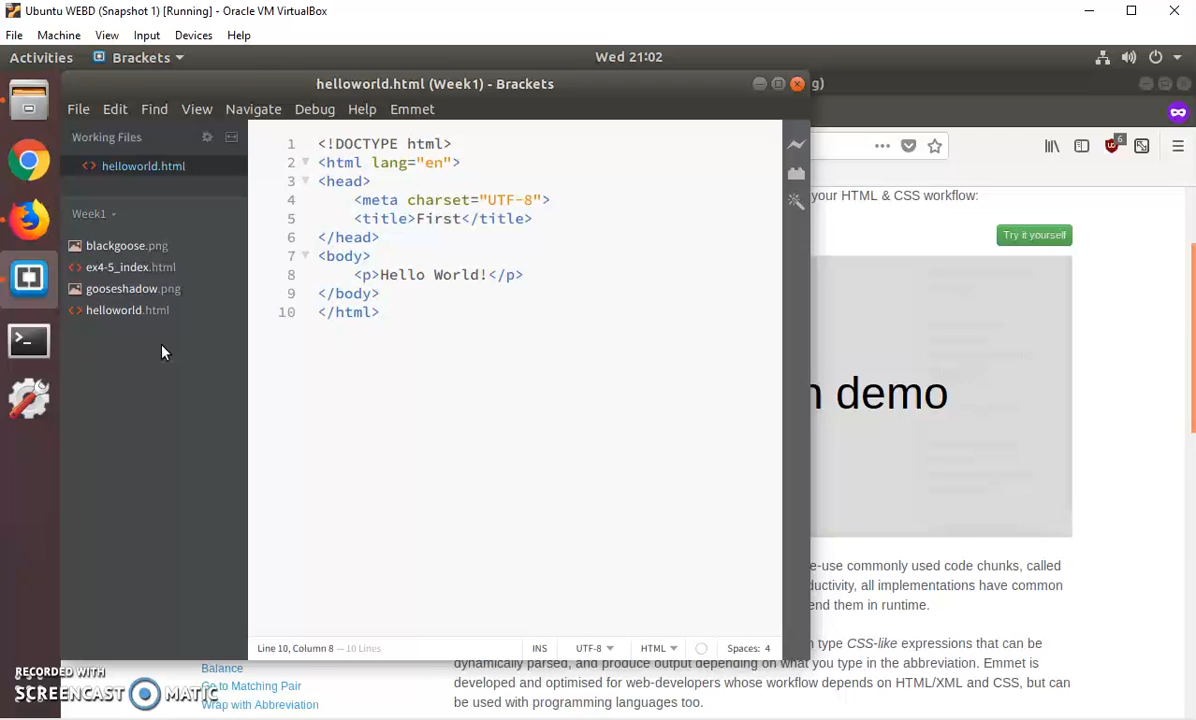 Ubuntu WEBD (Snapshot 1) [Running] - Oracle VM VirtualBox
File Machine View Input Devices Help
Activities Brackets Wed 21:02
helloworld.html (Week1) - Brackets
g)
File Edit Find View Navigate Debug Help Emmet
Working Files
helloworld.html
Week1
blackgoose.png
ex4-5_index.html
gooseshadow.png
helloworld.html
1 <!DOCTYPE html>
2 <html lang="en">
3 <head>
4 <meta charset="UTF-8">
5 <title>First</title>
6 </head>
7 <body>
8 <p>Hello World!</p>
9 </body>
10 </html>
Line 10, Column 8 — 10 Lines
INS UTF-8 HTML Spaces: 4
6
your HTML & CSS workflow:
Try it yourself
demo
e-use commonly used code chunks, called
ductivity, all implementations have common
end them in runtime.
type CSS-like expressions that can be
dynamically parsed, and produce output depending on what you type in the abbreviation. Emmet is
developed and optimised for web-developers whose workflow depends on HTML/XML and CSS, but can
be used with programming languages too.
Balance
Go to Matching Pair
Wrap with Abbreviation
RECORDED WITH
SCREENCAST MATIC